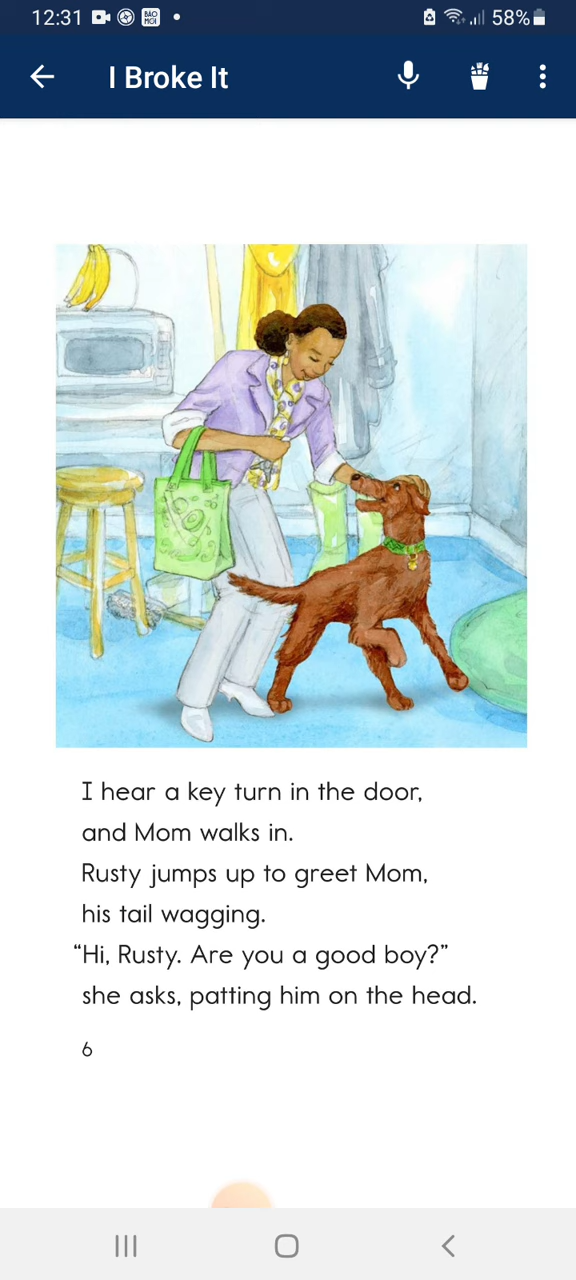 12:31
BÁO
MỚI
58%
I Broke It
I hear a key turn in the door,
and Mom walks in.
Rusty jumps up to greet Mom,
his tail wagging.
“Hi, Rusty. Are you a good boy?”
she asks, patting him on the head.
6